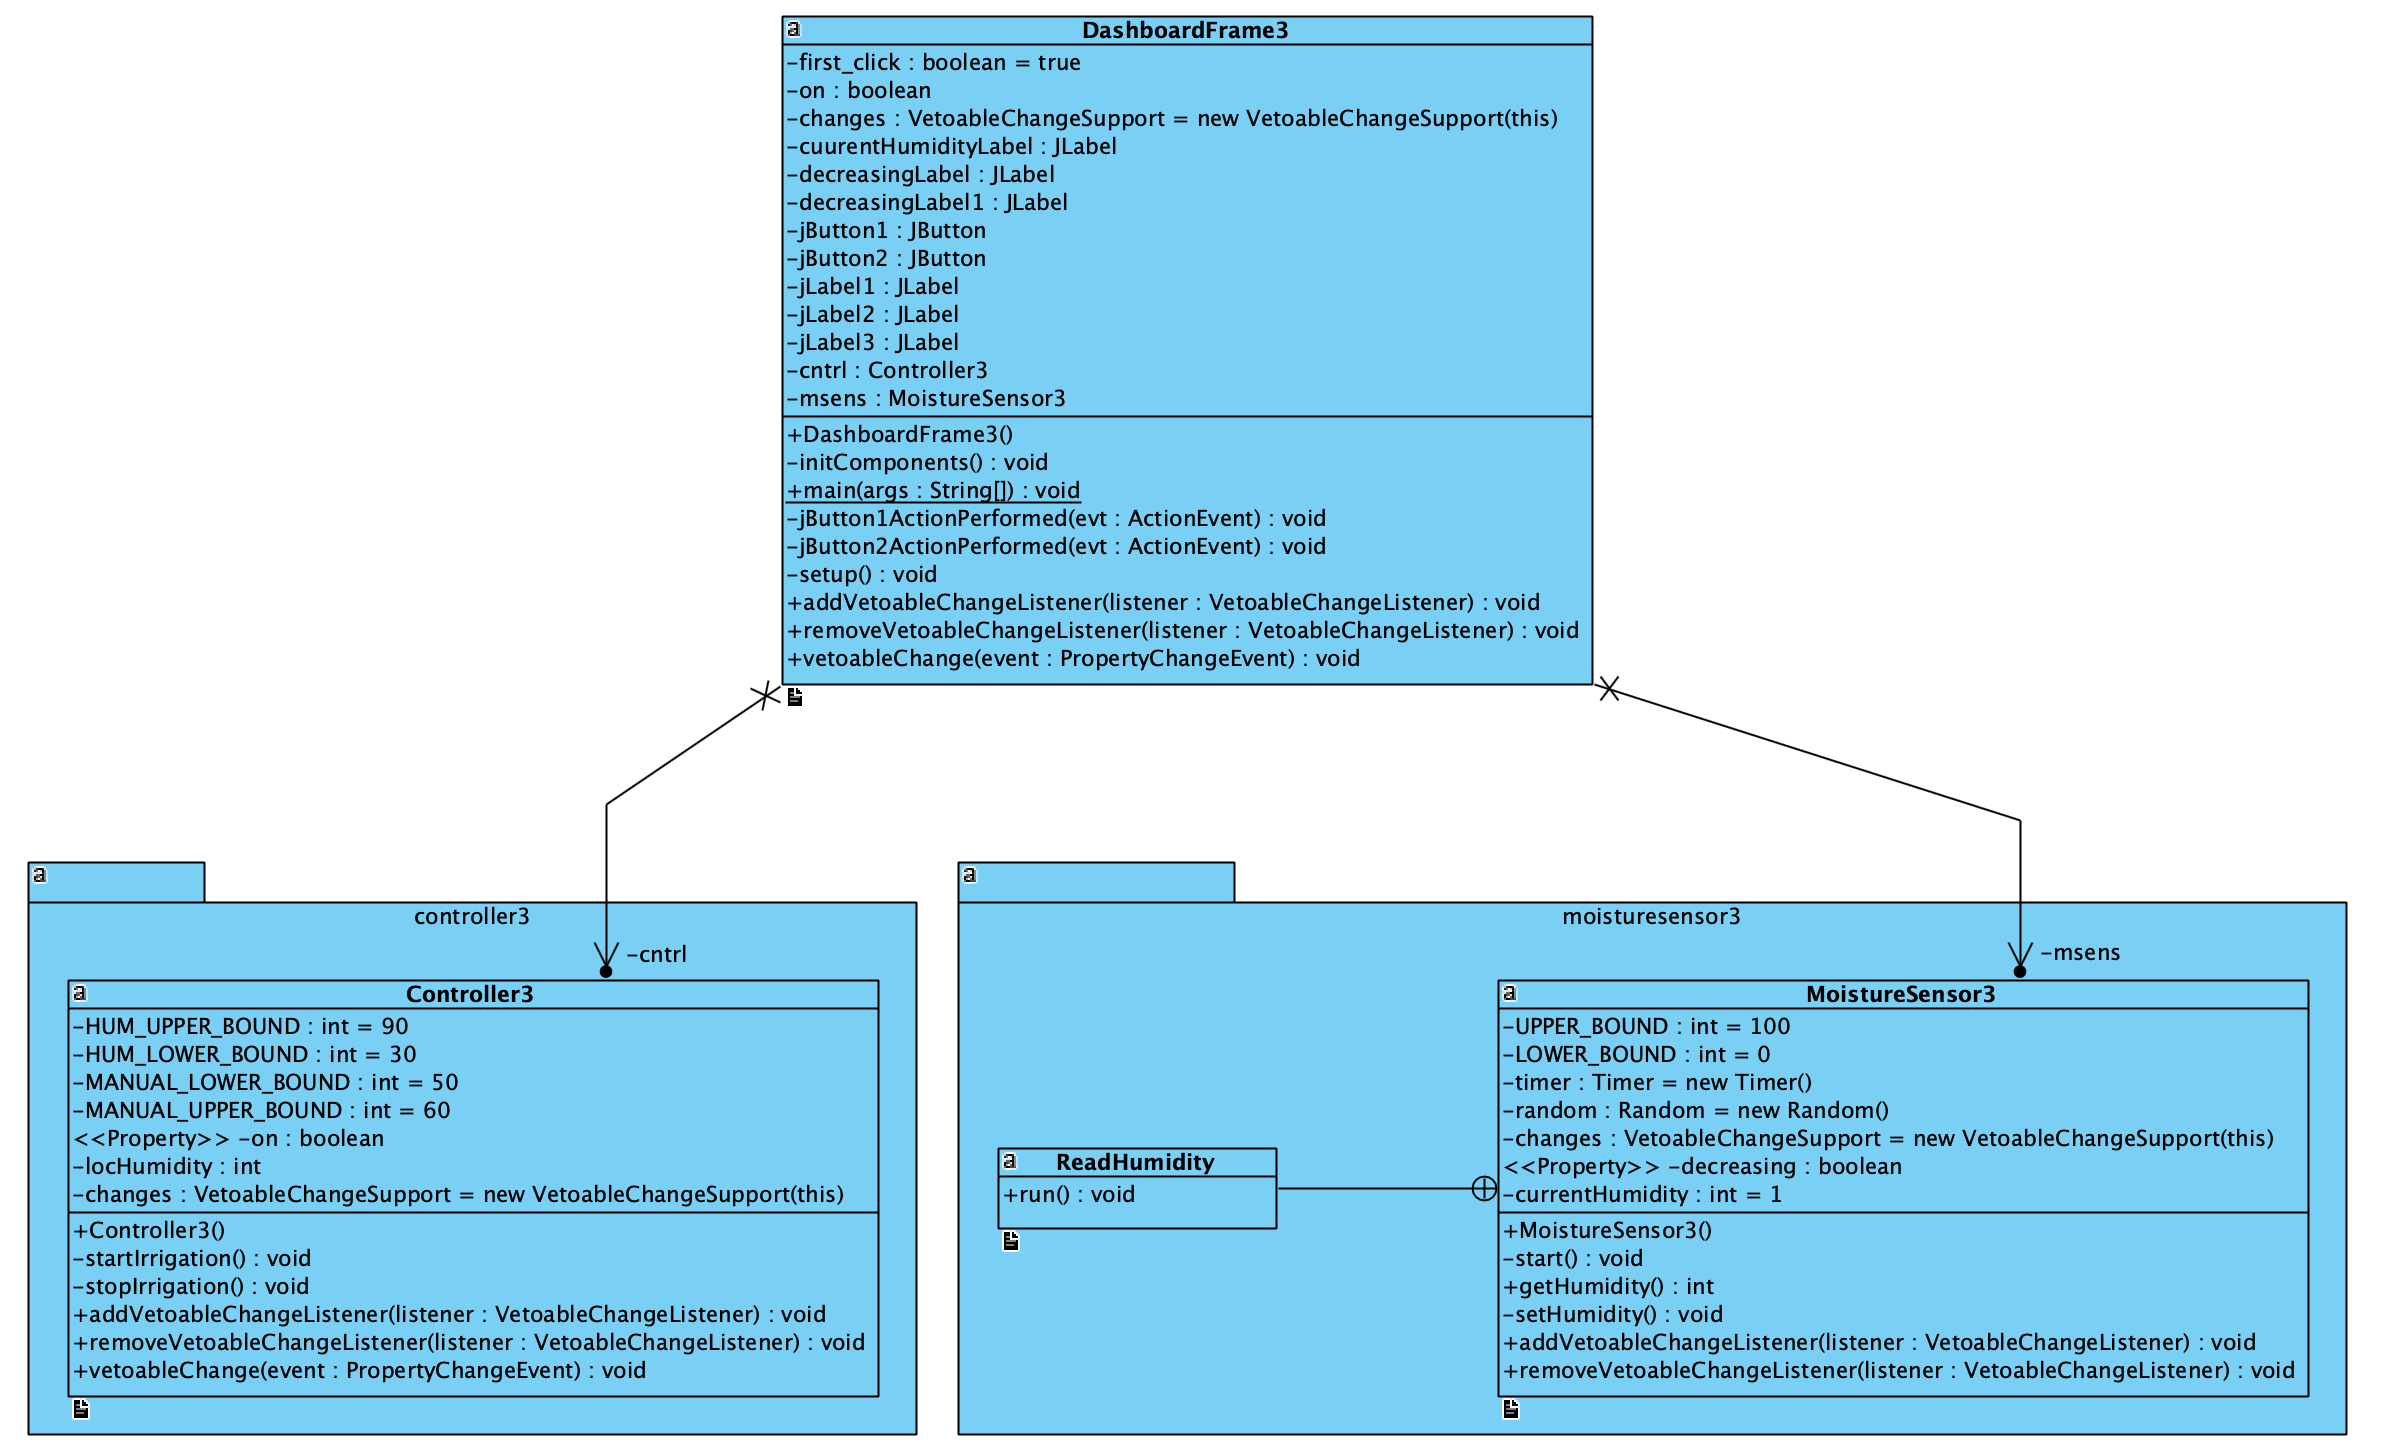 a
DashboardFrame3
-first_click : boolean = true
-on : boolean
-changes : VetoableChangeSupport = new VetoableChangeSupport(this)
-cuurentHumidityLabel : JLabel
-decreasingLabel : JLabel
-decreasingLabel1 : JLabel
-jButton1 : JButton
-jButton2 : JButton
-jLabel1 : JLabel
-jLabel2 : JLabel
-jLabel3 : JLabel
-cntrl : Controller3
-msens : MoistureSensor3
+DashboardFrame3()
-initComponents() : void
+main(args : String[]) : void
-jButton1ActionPerformed(evt : ActionEvent) : void
-jButton2ActionPerformed(evt : ActionEvent) : void
-setup() : void
+addVetoableChangeListener(listener : VetoableChangeListener) : void
+removeVetoableChangeListener(listener : VetoableChangeListener) : void
+vetoableChange(event : PropertyChangeEvent) : void
a
controller3
-cntrl
a
Controller3
-HUM_UPPER_BOUND : int = 90
-HUM_LOWER_BOUND : int = 30
-MANUAL_LOWER_BOUND : int = 50
-MANUAL_UPPER_BOUND : int = 60
<<Property>> -on : boolean
-locHumidity : int
-changes : VetoableChangeSupport = new VetoableChangeSupport(this)
+Controller3()
-startIrrigation() : void
-stopIrrigation() : void
+addVetoableChangeListener(listener : VetoableChangeListener) : void
+removeVetoableChangeListener(listener : VetoableChangeListener) : void
+vetoableChange(event : PropertyChangeEvent) : void
a
moisturesensor3
-msens
a
ReadHumidity
+run() : void
a
MoistureSensor3
-UPPER_BOUND : int = 100
-LOWER_BOUND : int = 0
-timer : Timer = new Timer()
-random : Random = new Random()
-changes : VetoableChangeSupport = new VetoableChangeSupport(this)
<<Property>> -decreasing : boolean
-currentHumidity : int = 1
+MoistureSensor3()
-start() : void
+getHumidity() : int
-setHumidity() : void
+addVetoableChangeListener(listener : VetoableChangeListener) : void
+removeVetoableChangeListener(listener : VetoableChangeListener) : void